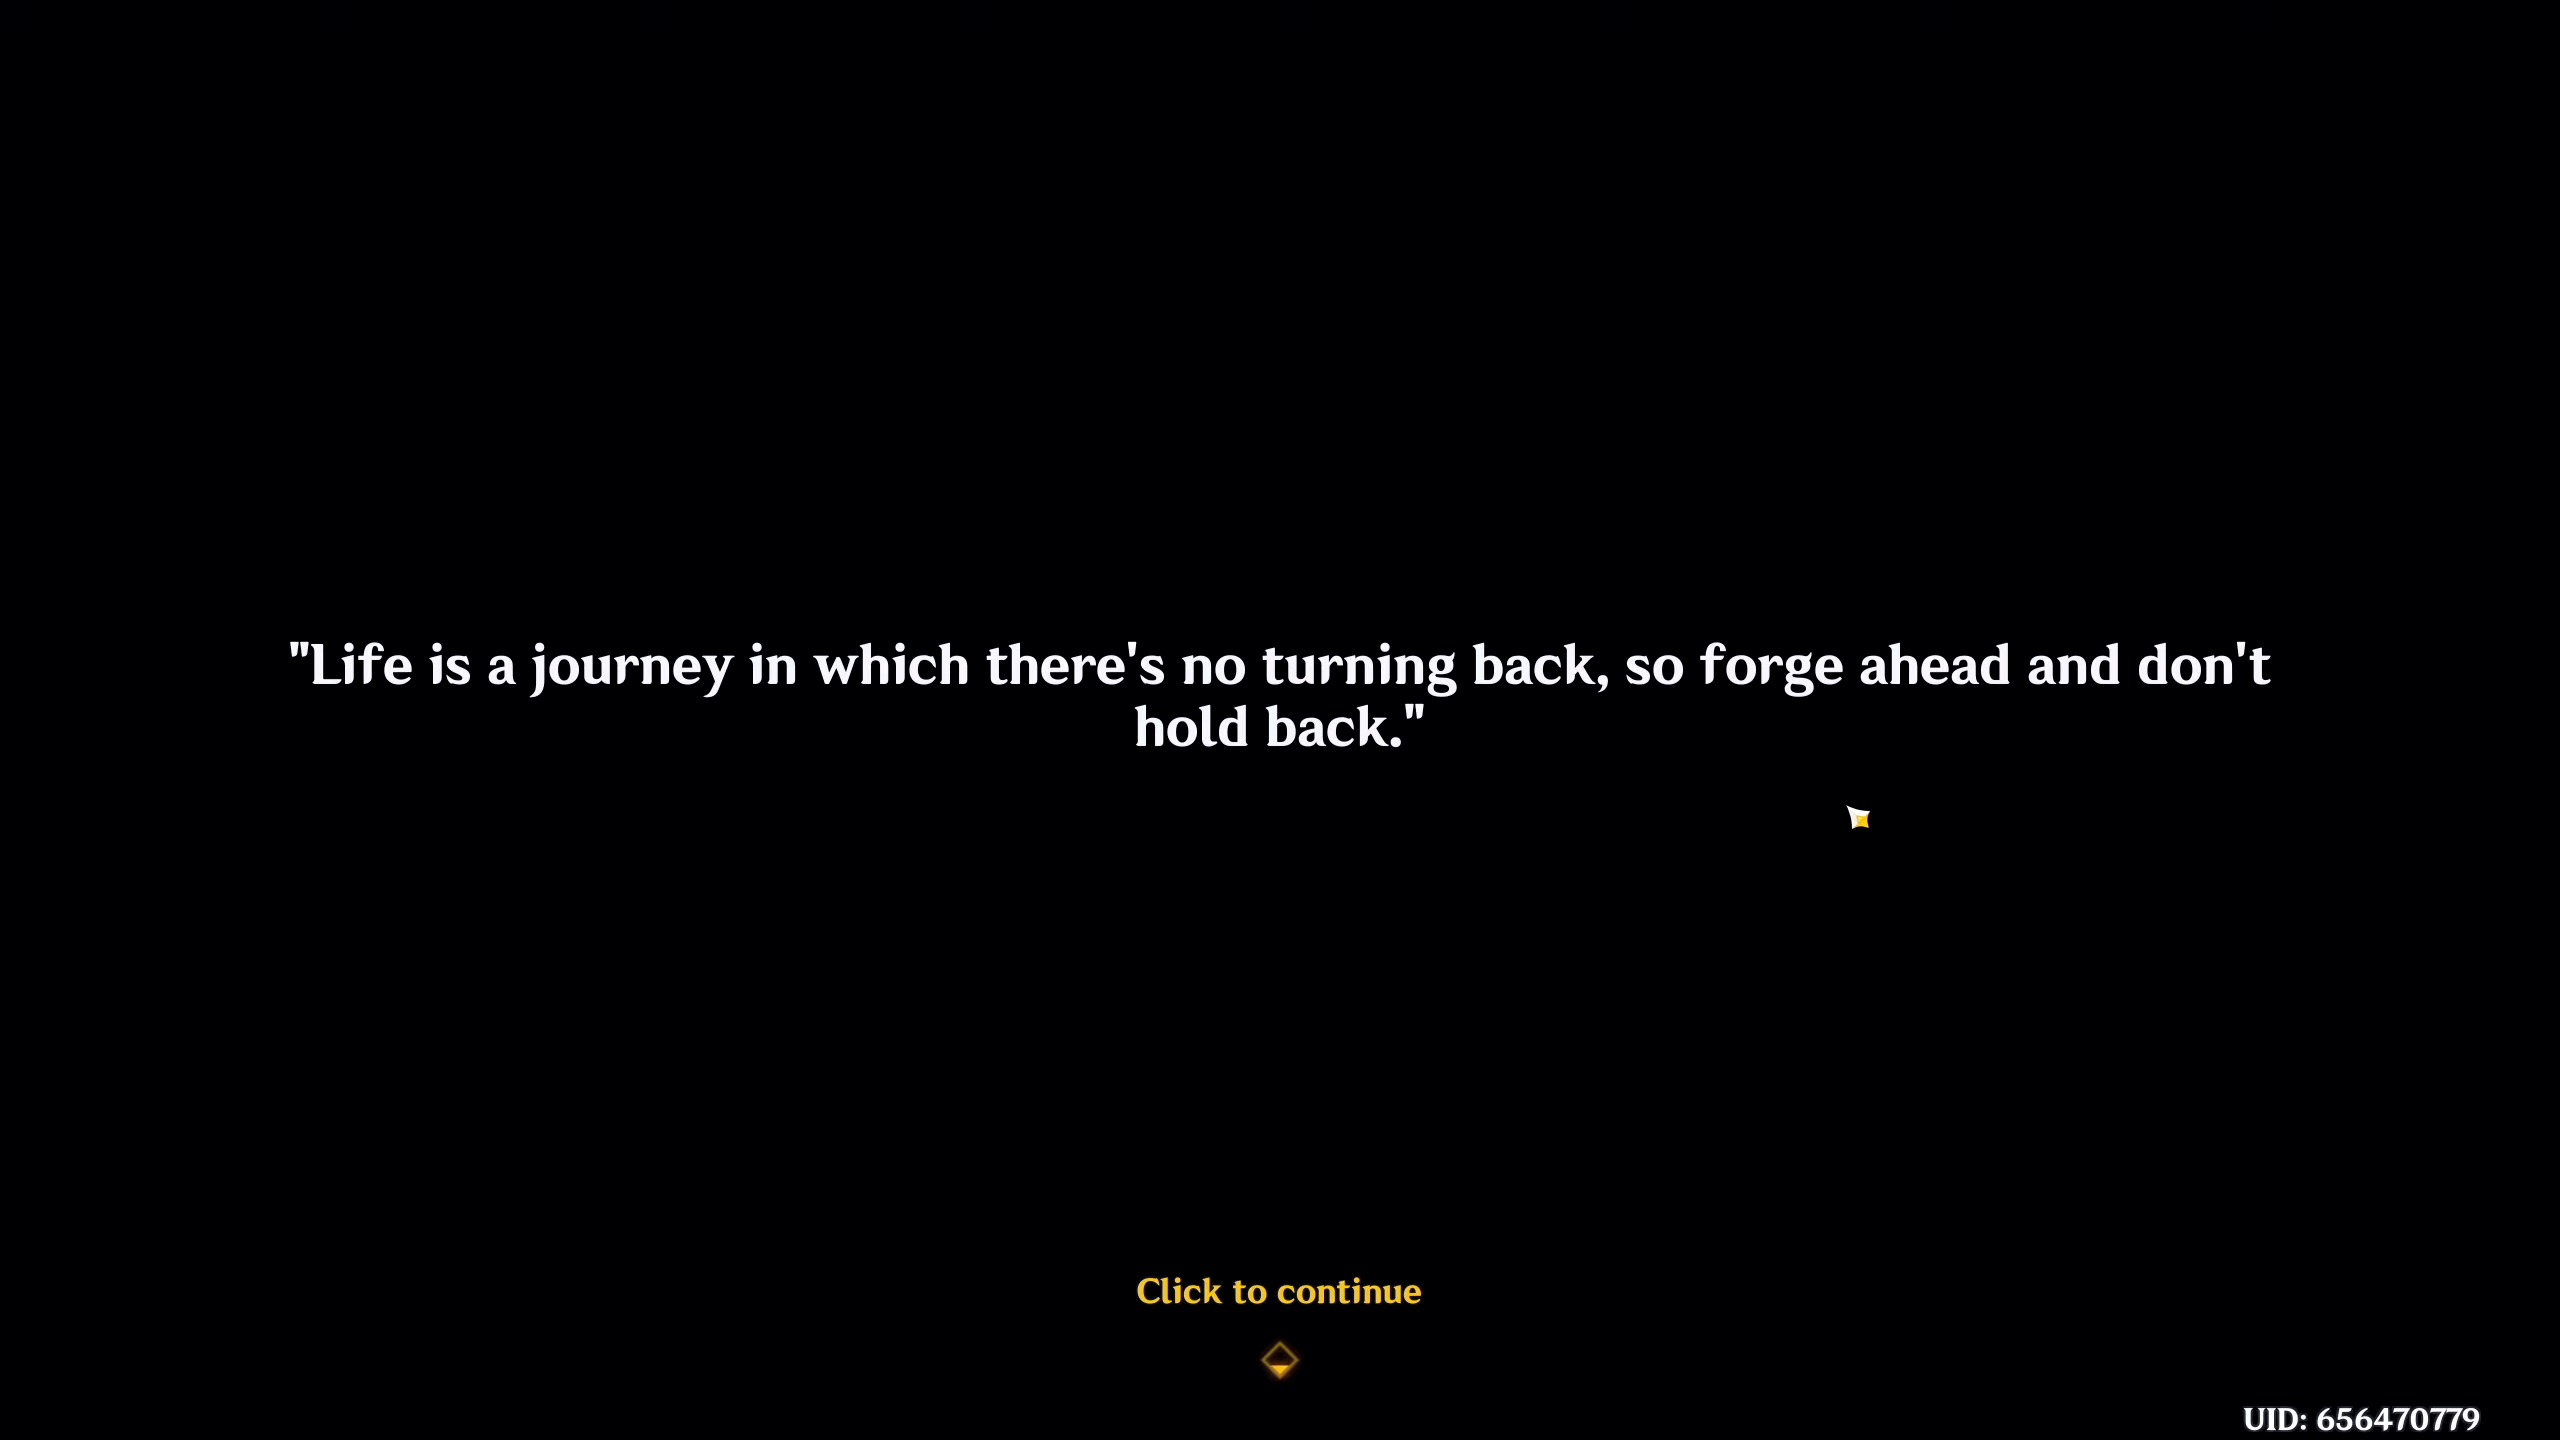 "Life is a journey in which there's no turning back, so forge ahead and don't
hold back."
Click to continue
UID: 656470779